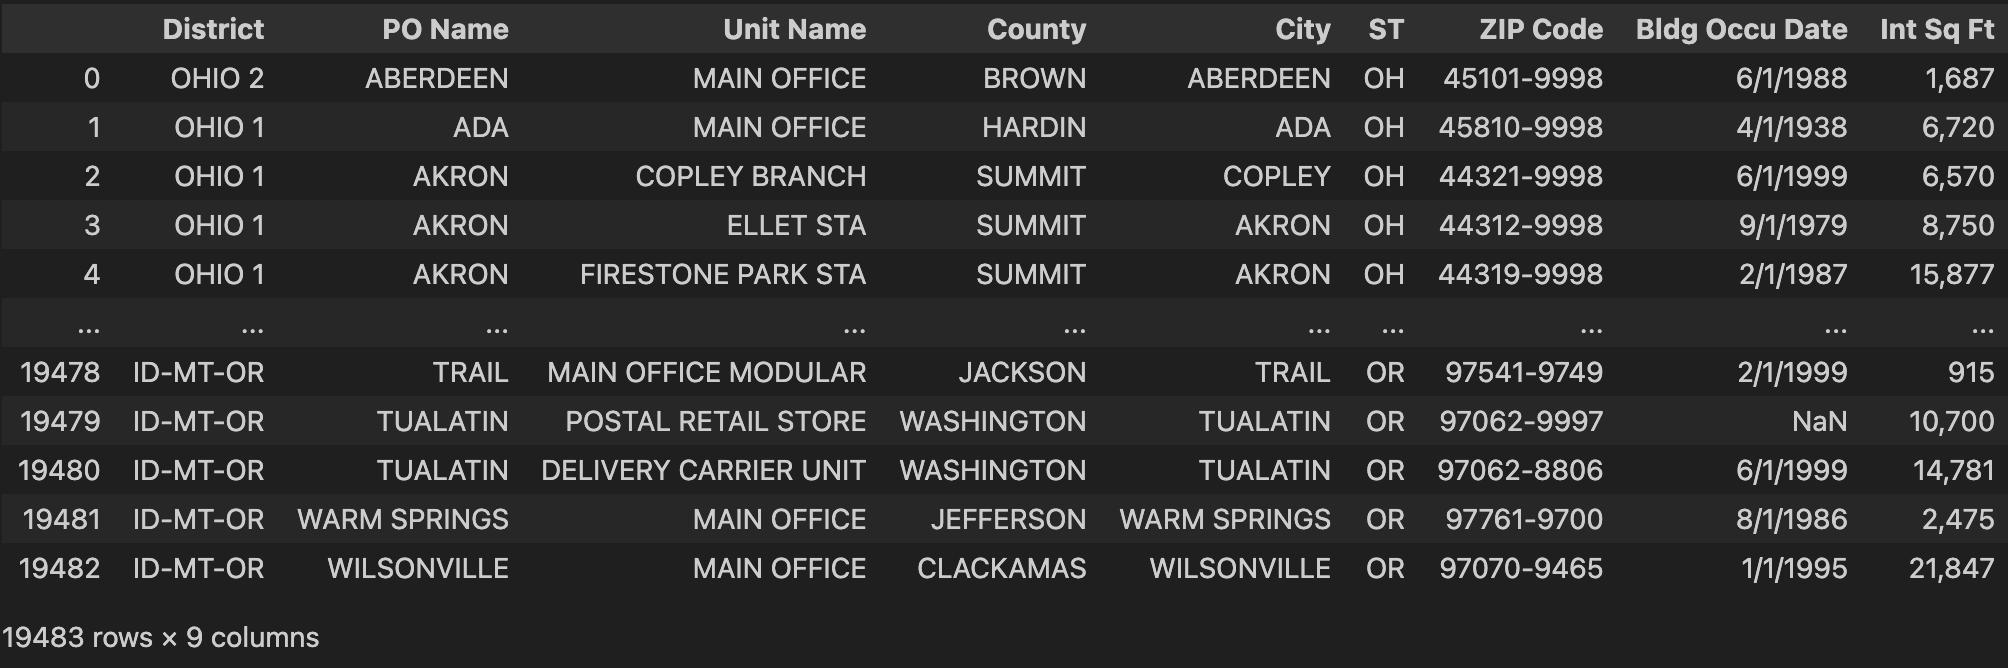 District PO Name Unit Name County City ST ZIP Code Bldg Occu Date Int Sq Ft
0 OHIO 2 ABERDEEN MAIN OFFICE BROWN ABERDEEN OH 45101-9998 6/1/1988 1,687
1 OHIO 1 ADA MAIN OFFICE HARDIN ADA OH 45810-9998 4/1/1938 6,720
2 OHIO 1 AKRON COPLEY BRANCH SUMMIT COPLEY OH 44321-9998 6/1/1999 6,570
3 OHIO 1 AKRON ELLET STA SUMMIT AKRON OH 44312-9998 9/1/1979 8,750
4 OHIO 1 AKRON FIRESTONE PARK STA SUMMIT AKRON OH 44319-9998 2/1/1987 15,877
... ... ... ... ... ... ... ... ... ...
19478 ID-MT-OR TRAIL MAIN OFFICE MODULAR JACKSON TRAIL OR 97541-9749 2/1/1999 915
19479 ID-MT-OR TUALATIN POSTAL RETAIL STORE WASHINGTON TUALATIN OR 97062-9997 NaN 10,700
19480 ID-MT-OR TUALATIN DELIVERY CARRIER UNIT WASHINGTON TUALATIN OR 97062-8806 6/1/1999 14,781
19481 ID-MT-OR WARM SPRINGS MAIN OFFICE JEFFERSON WARM SPRINGS OR 97761-9700 8/1/1986 2,475
19482 ID-MT-OR WILSONVILLE MAIN OFFICE CLACKAMAS WILSONVILLE OR 97070-9465 1/1/1995 21,847
19483 rows × 9 columns